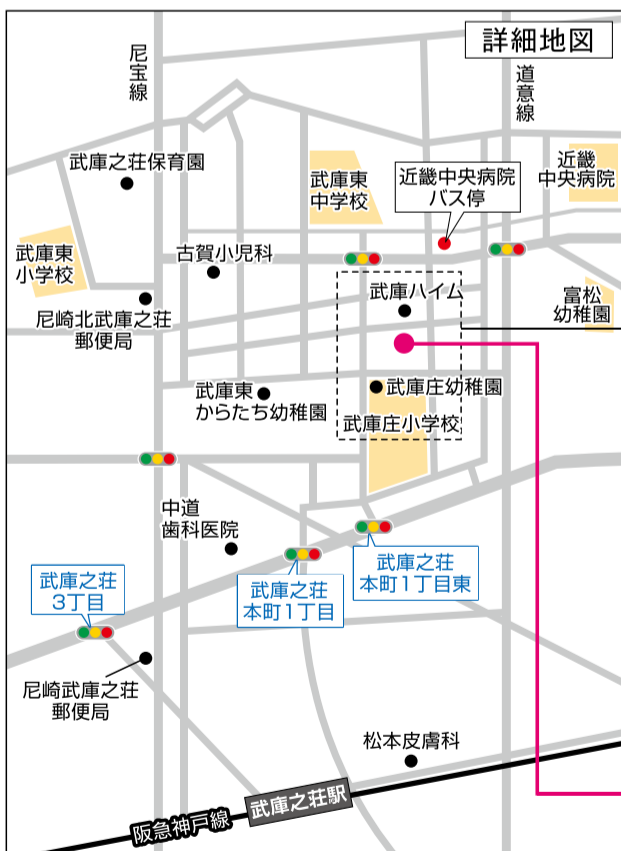 詳細地図
尼宝線
道意線
武庫之荘保育園
武庫東
中学校
近畿中央病院
バス停
近畿
中央病院
武庫東
小学校
古賀小児科
武庫ハイム
富松
幼稚園
尼崎北武庫之荘
郵便局
武庫東
からたち幼稚園
武庫庄幼稚園
武庫庄小学校
中道
歯科医院
武庫之荘
3丁目
武庫之荘
本町1丁目
武庫之荘
本町1丁目東
尼崎武庫之荘
郵便局
松本皮膚科
武庫之荘駅
阪急神戸線